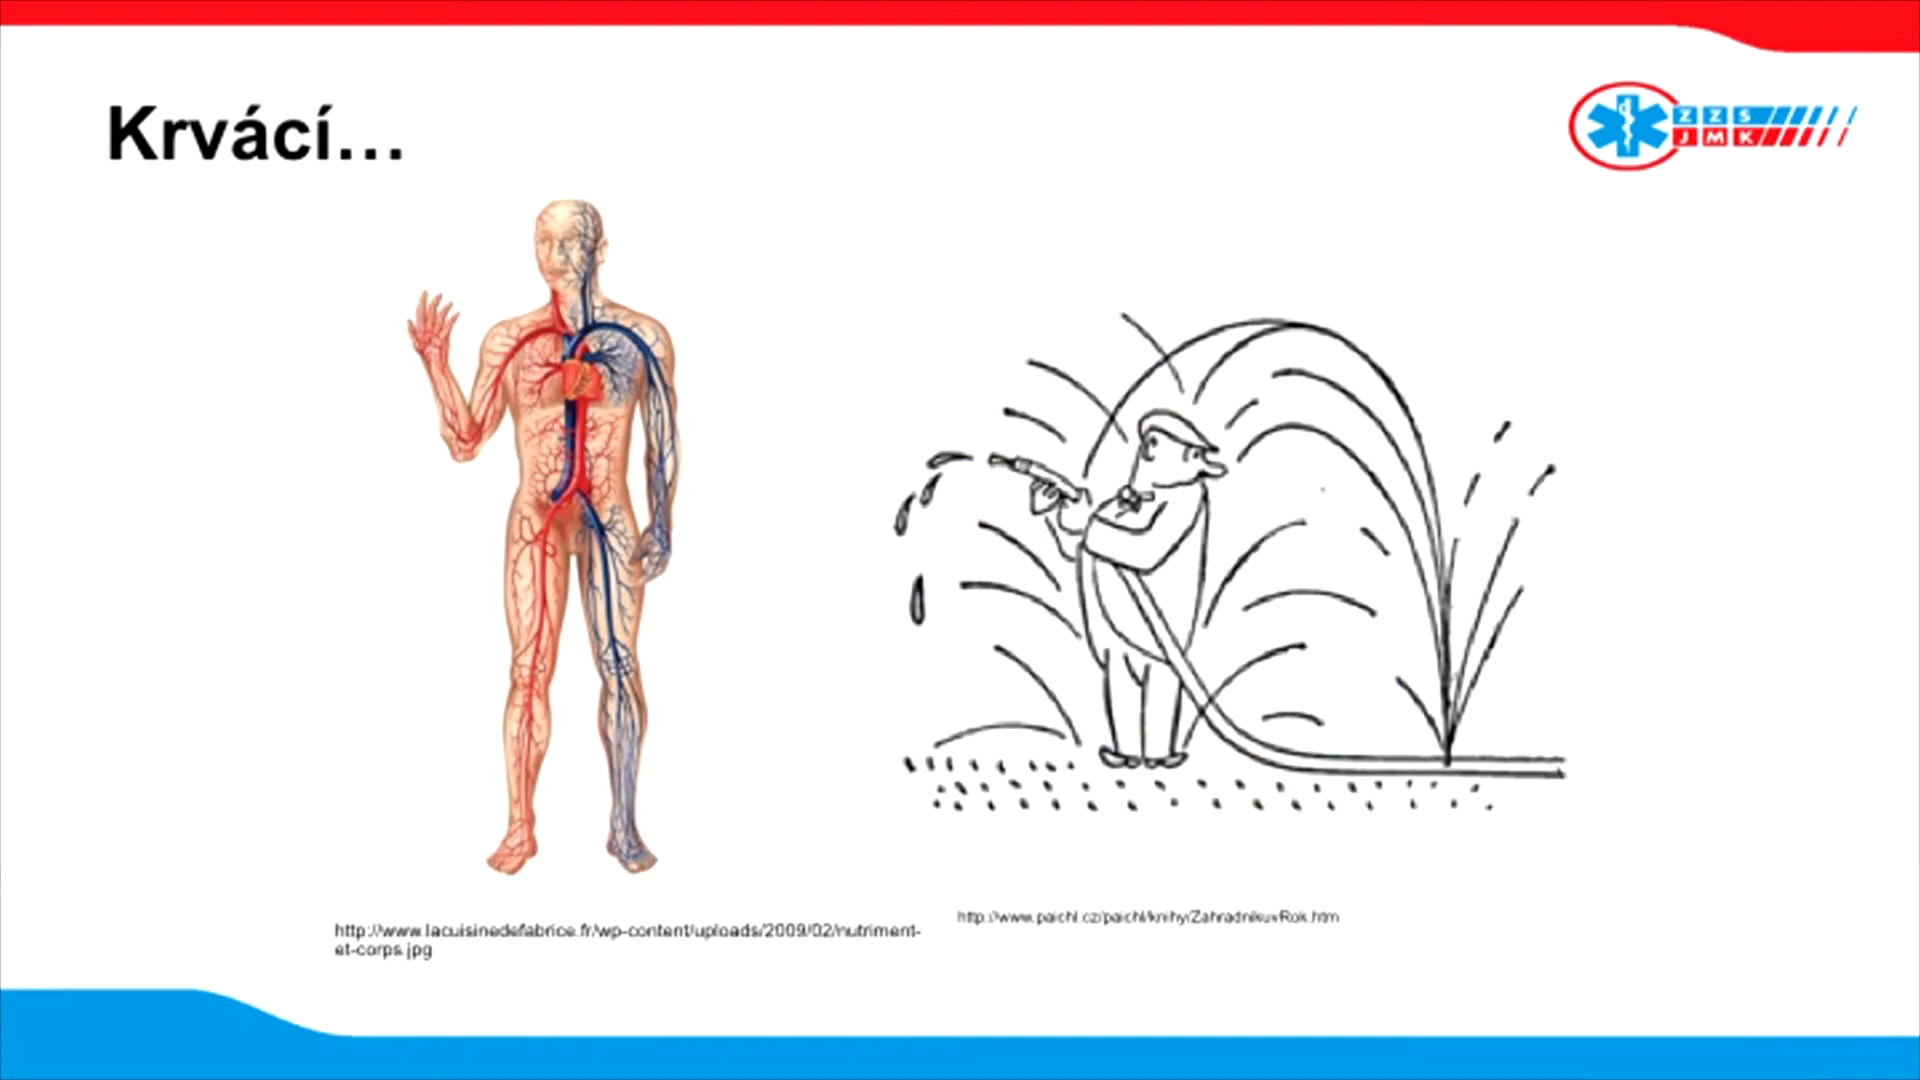 Krvácí...
ZZS
JMK
http://www.lacuisinedefabrice.fr/wp-content/uploads/2009/02/nutriment-
et-corps.jpg
http://www.paichl.cz/paichl/knihy/ZahradnikuvRok.htm